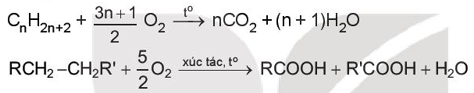 CₙH₂ₙ₊₂ + (3n+1)/2 O₂ →(t°) nCO₂ + (n + 1)H₂O
RCH₂ –CH₂R' + 5/2 O₂ →(xúc tác, t°) RCOOH + R'COOH + H₂O